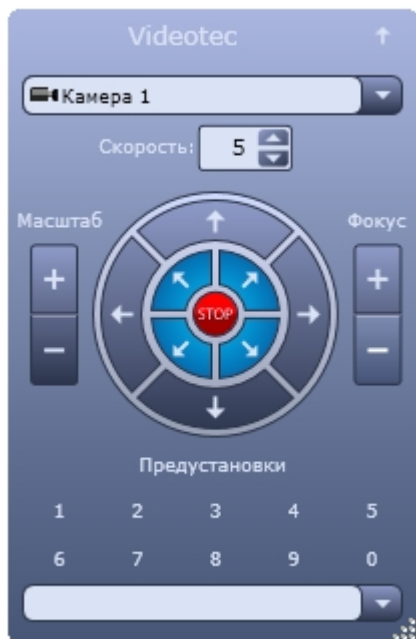 Videotec
Камера 1
Скорость: 5
Масштаб
Фокус
STOP
Предустановки
1 2 3 4 5
6 7 8 9 0